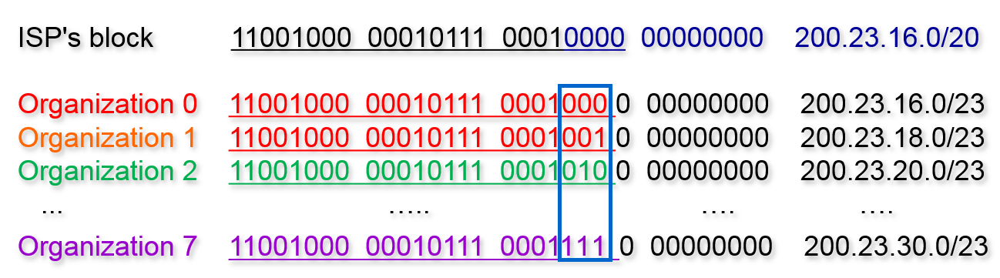 ISP's block 11001000 00010111 00010000 00000000 200.23.16.0/20
Organization 0 11001000 00010111 00010000 00000000 200.23.16.0/23
Organization 1 11001000 00010111 00010010 00000000 200.23.18.0/23
Organization 2 11001000 00010111 00010100 00000000 200.23.20.0/23
... ..... .... ....
Organization 7 11001000 00010111 00011110 00000000 200.23.30.0/23